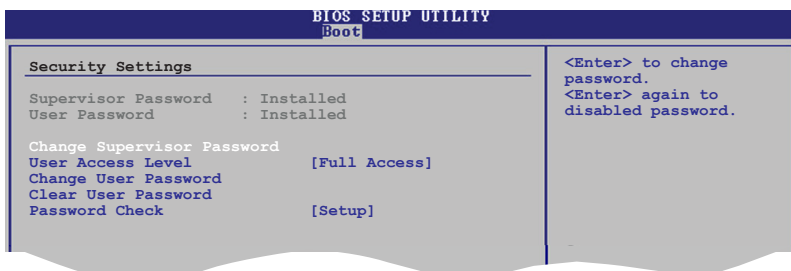 BIOS SETUP UTILITY
Boot
Security Settings
Supervisor Password : Installed
User Password : Installed
Change Supervisor Password
User Access Level [Full Access]
Change User Password
Clear User Password
Password Check [Setup]
<Enter> to change
password.
<Enter> again to
disabled password.